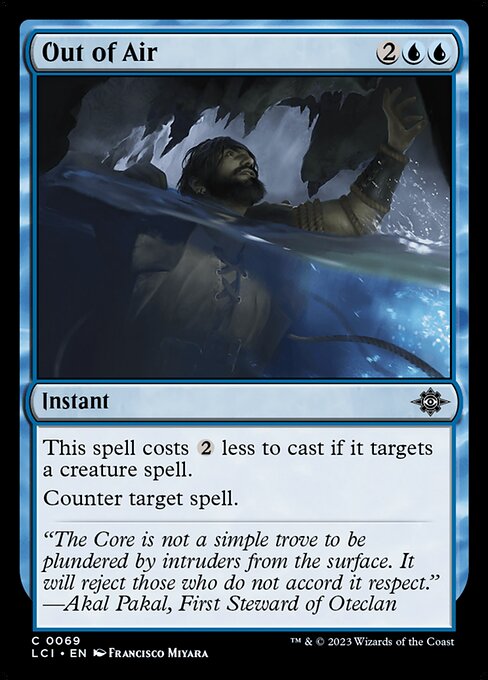 Out of Air 2
Instant
This spell costs 2 less to cast if it targets
a creature spell.
Counter target spell.
“The Core is not a simple trove to be
plundered by intruders from the surface. It
will reject those who do not accord it respect.”
—Akal Pakal, First Steward of Oteclan
C 0069 ™ & © 2023 Wizards of the Coast
LCI • EN Francisco Miyara